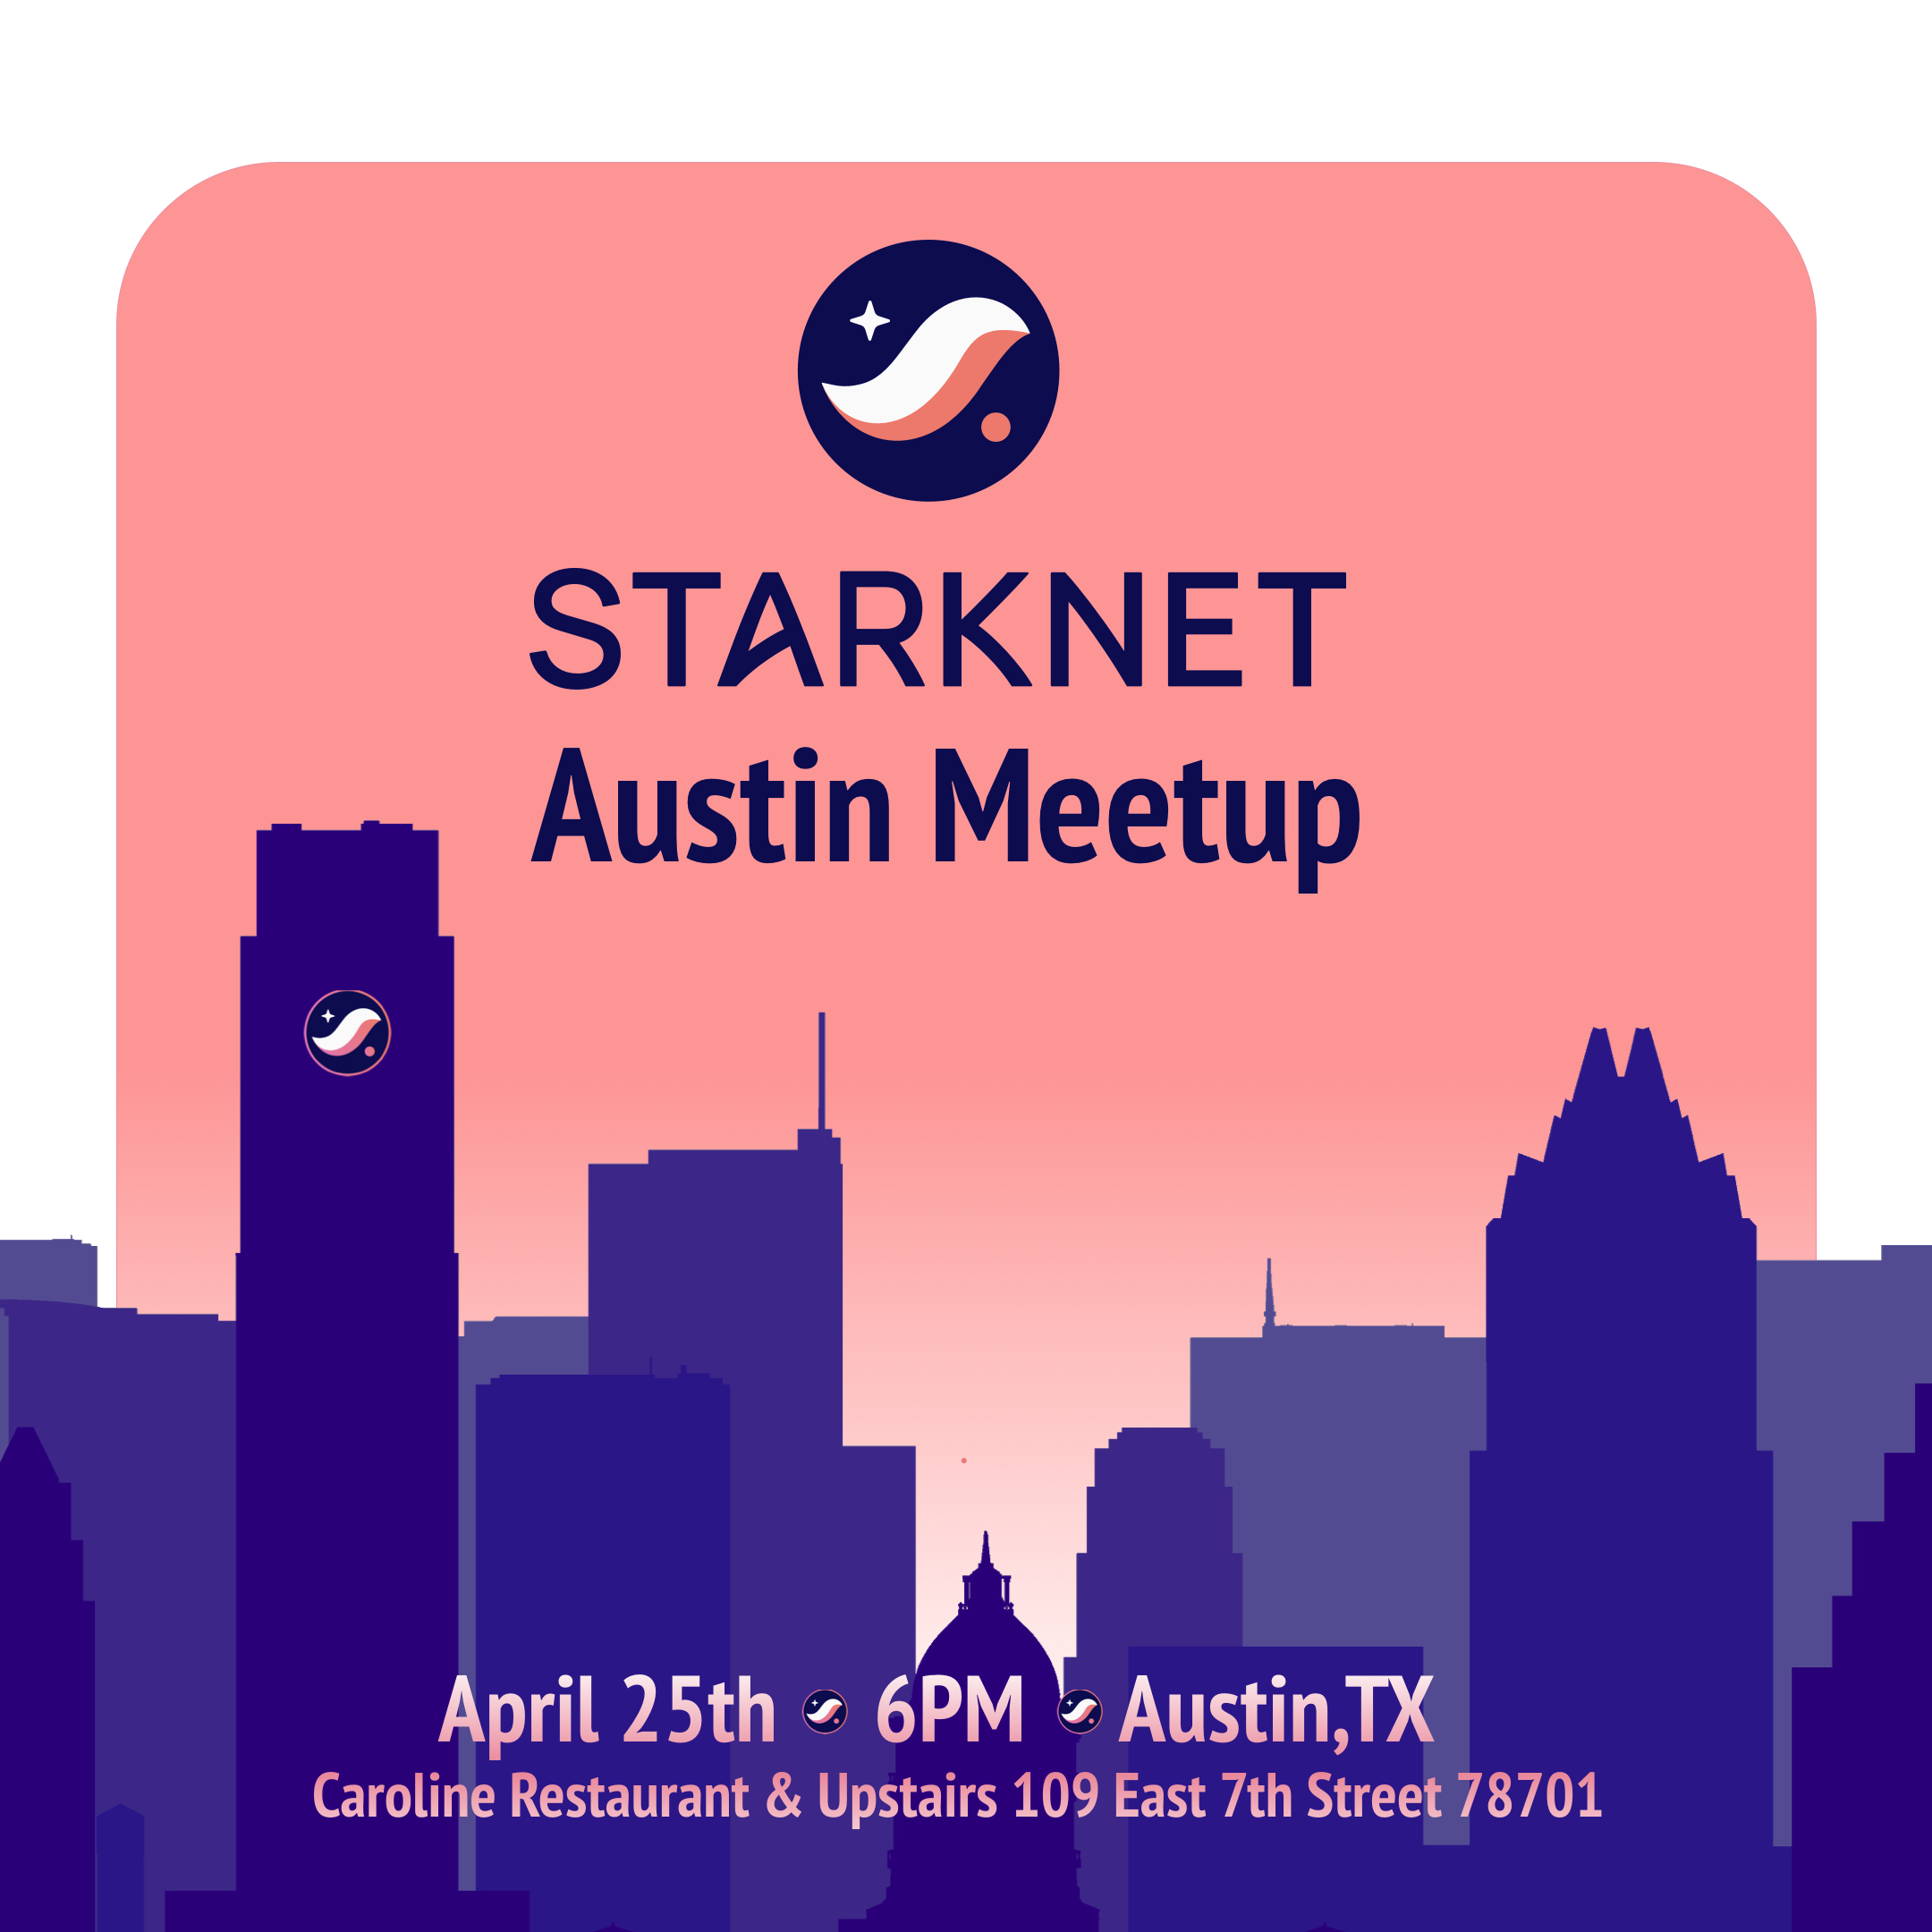 STARKNET
Austin Meetup
April 25th 6PM Austin,TX
Caroline Restaurant & Upstairs 109 East 7th Street 78701